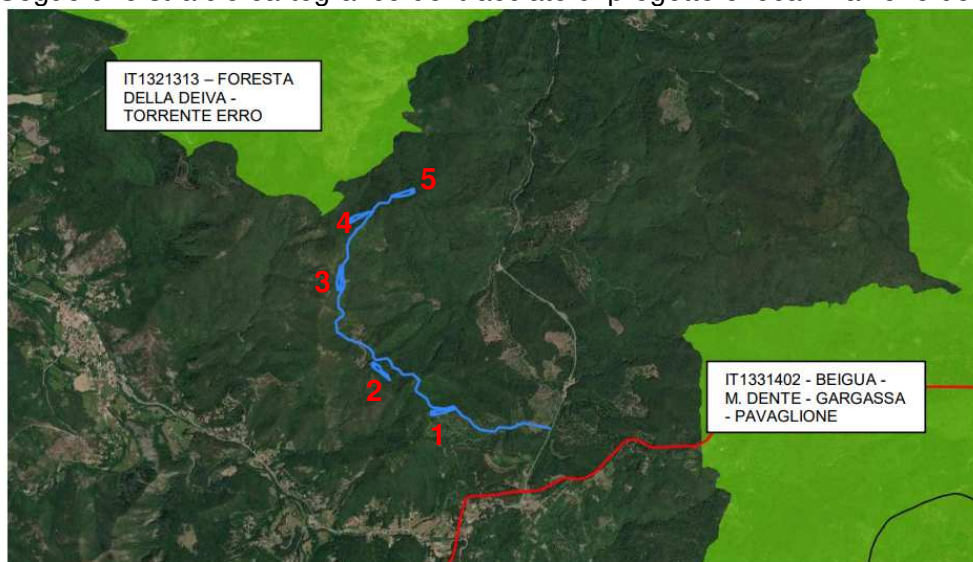 IT1321313 – FORESTA
DELLA DEIVA -
TORRENTE ERRO
5
4
3
2
1
IT1331402 - BEIGUA -
M. DENTE - GARGASSA
- PAVAGLIONE